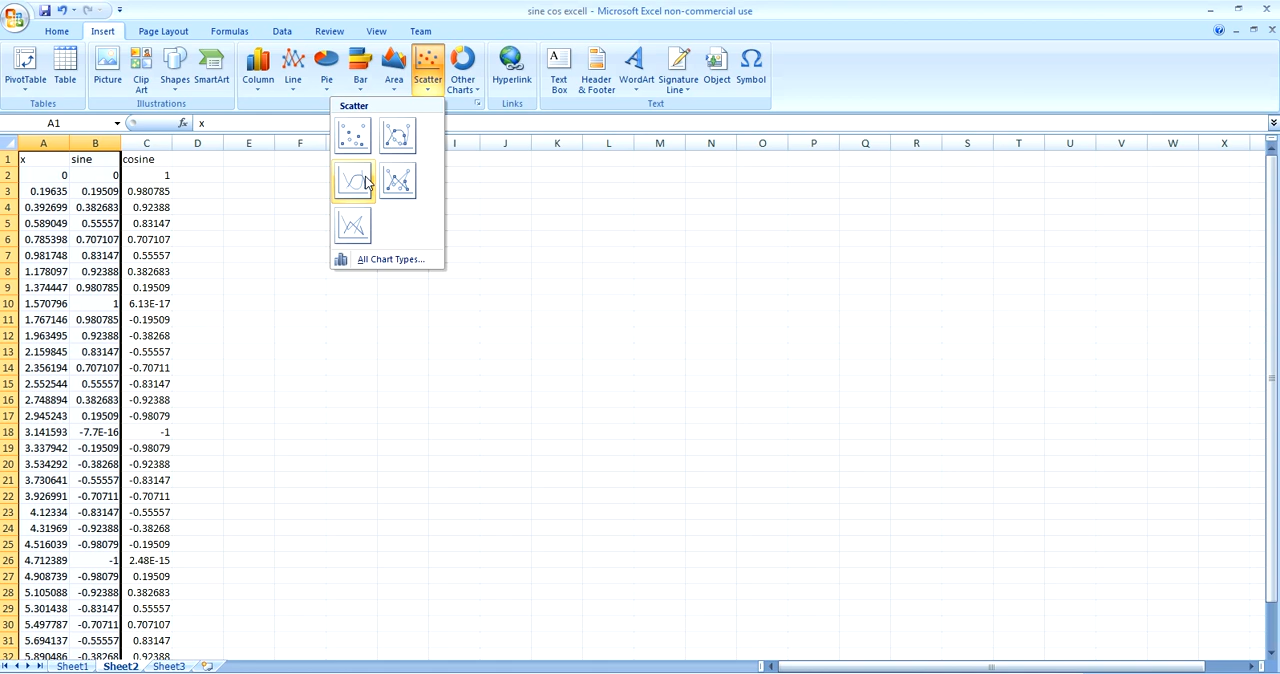 sine cos excell - Microsoft Excel non-commercial use
Home Insert Page Layout Formulas Data Review View Team
PivotTable Table Picture Clip Art Shapes SmartArt Column Line Pie Bar Area Scatter Other Charts Hyperlink Text Box Header & Footer WordArt Signature Line Object Symbol
Tables Illustrations Links Text
Scatter
All Chart Types...
A1 fx x
A B C D E F I J K L M N O P Q R S T U V W X
1 x sine cosine
2 0 0 1
3 0.19635 0.19509 0.980785
4 0.392699 0.382683 0.92388
5 0.589049 0.55557 0.83147
6 0.785398 0.707107 0.707107
7 0.981748 0.83147 0.55557
8 1.178097 0.92388 0.382683
9 1.374447 0.980785 0.19509
10 1.570796 1 6.13E-17
11 1.767146 0.980785 -0.19509
12 1.963495 0.92388 -0.38268
13 2.159845 0.83147 -0.55557
14 2.356194 0.707107 -0.70711
15 2.552544 0.55557 -0.83147
16 2.748894 0.382683 -0.92388
17 2.945243 0.19509 -0.98079
18 3.141593 -7.7E-16 -1
19 3.337942 -0.19509 -0.98079
20 3.534292 -0.38268 -0.92388
21 3.730641 -0.55557 -0.83147
22 3.926991 -0.70711 -0.70711
23 4.12334 -0.83147 -0.55557
24 4.31969 -0.92388 -0.38268
25 4.516039 -0.98079 -0.19509
26 4.712389 -1 2.48E-15
27 4.908739 -0.98079 0.19509
28 5.105088 -0.92388 0.382683
29 5.301438 -0.83147 0.55557
30 5.497787 -0.70711 0.707107
31 5.694137 -0.55557 0.83147
32 5.890486 -0.38268 0.92388
Sheet1 Sheet2 Sheet3